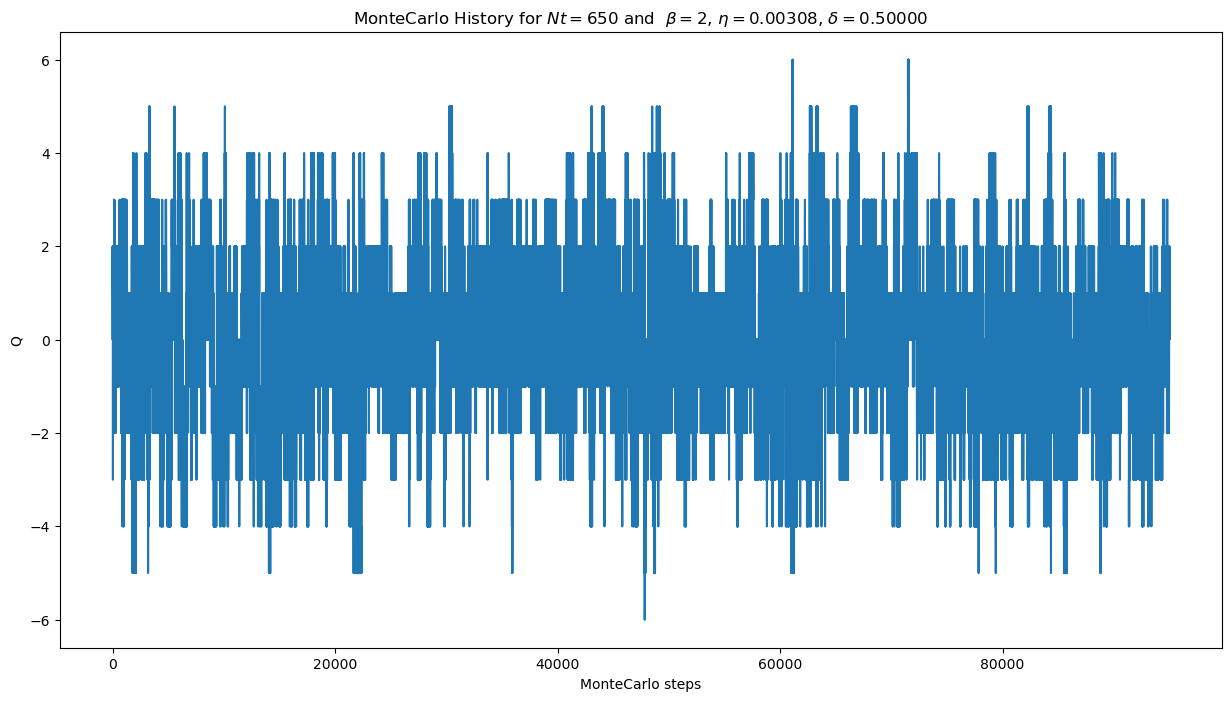 MonteCarlo History for Nt = 650 and β = 2, η = 0.00308, δ = 0.50000
6
4
2
0
−2
−4
−6
Q
0 20000 40000 60000 80000
MonteCarlo steps